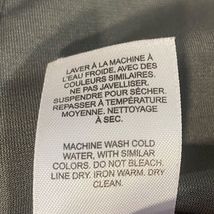 LAVER À LA MACHINE À
L'EAU FROIDE, AVEC DES
COULEURS SIMILAIRES.
NE PAS JAVELLISER.
SUSPENDRE POUR SÉCHER.
REPASSER À TEMPÉRATURE
MOYENNE. NETTOYAGE
À SEC.
MACHINE WASH COLD
WATER, WITH SIMILAR
COLORS. DO NOT BLEACH.
LINE DRY. IRON WARM. DRY
CLEAN.